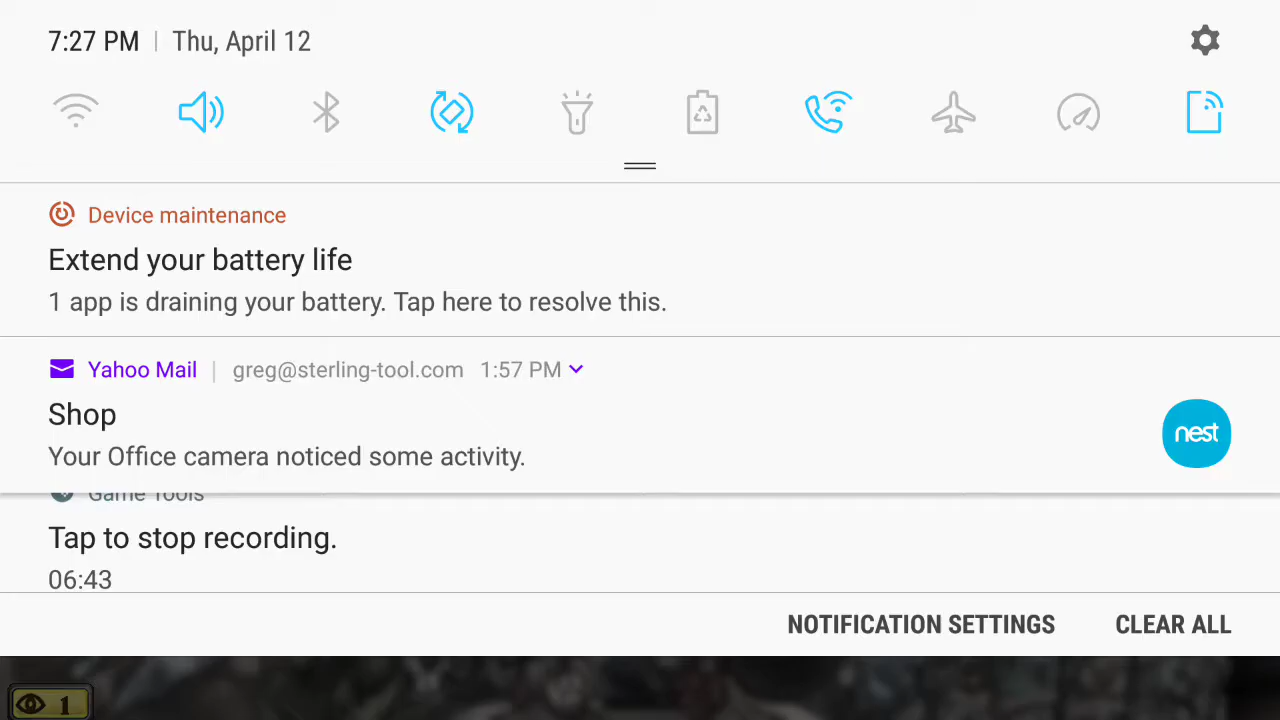 7:27 PM | Thu, April 12
Device maintenance
Extend your battery life
1 app is draining your battery. Tap here to resolve this.
Yahoo Mail | greg@sterling-tool.com 1:57 PM
Shop
Your Office camera noticed some activity.
nest
Game Tools
Tap to stop recording.
06:43
NOTIFICATION SETTINGS CLEAR ALL
1